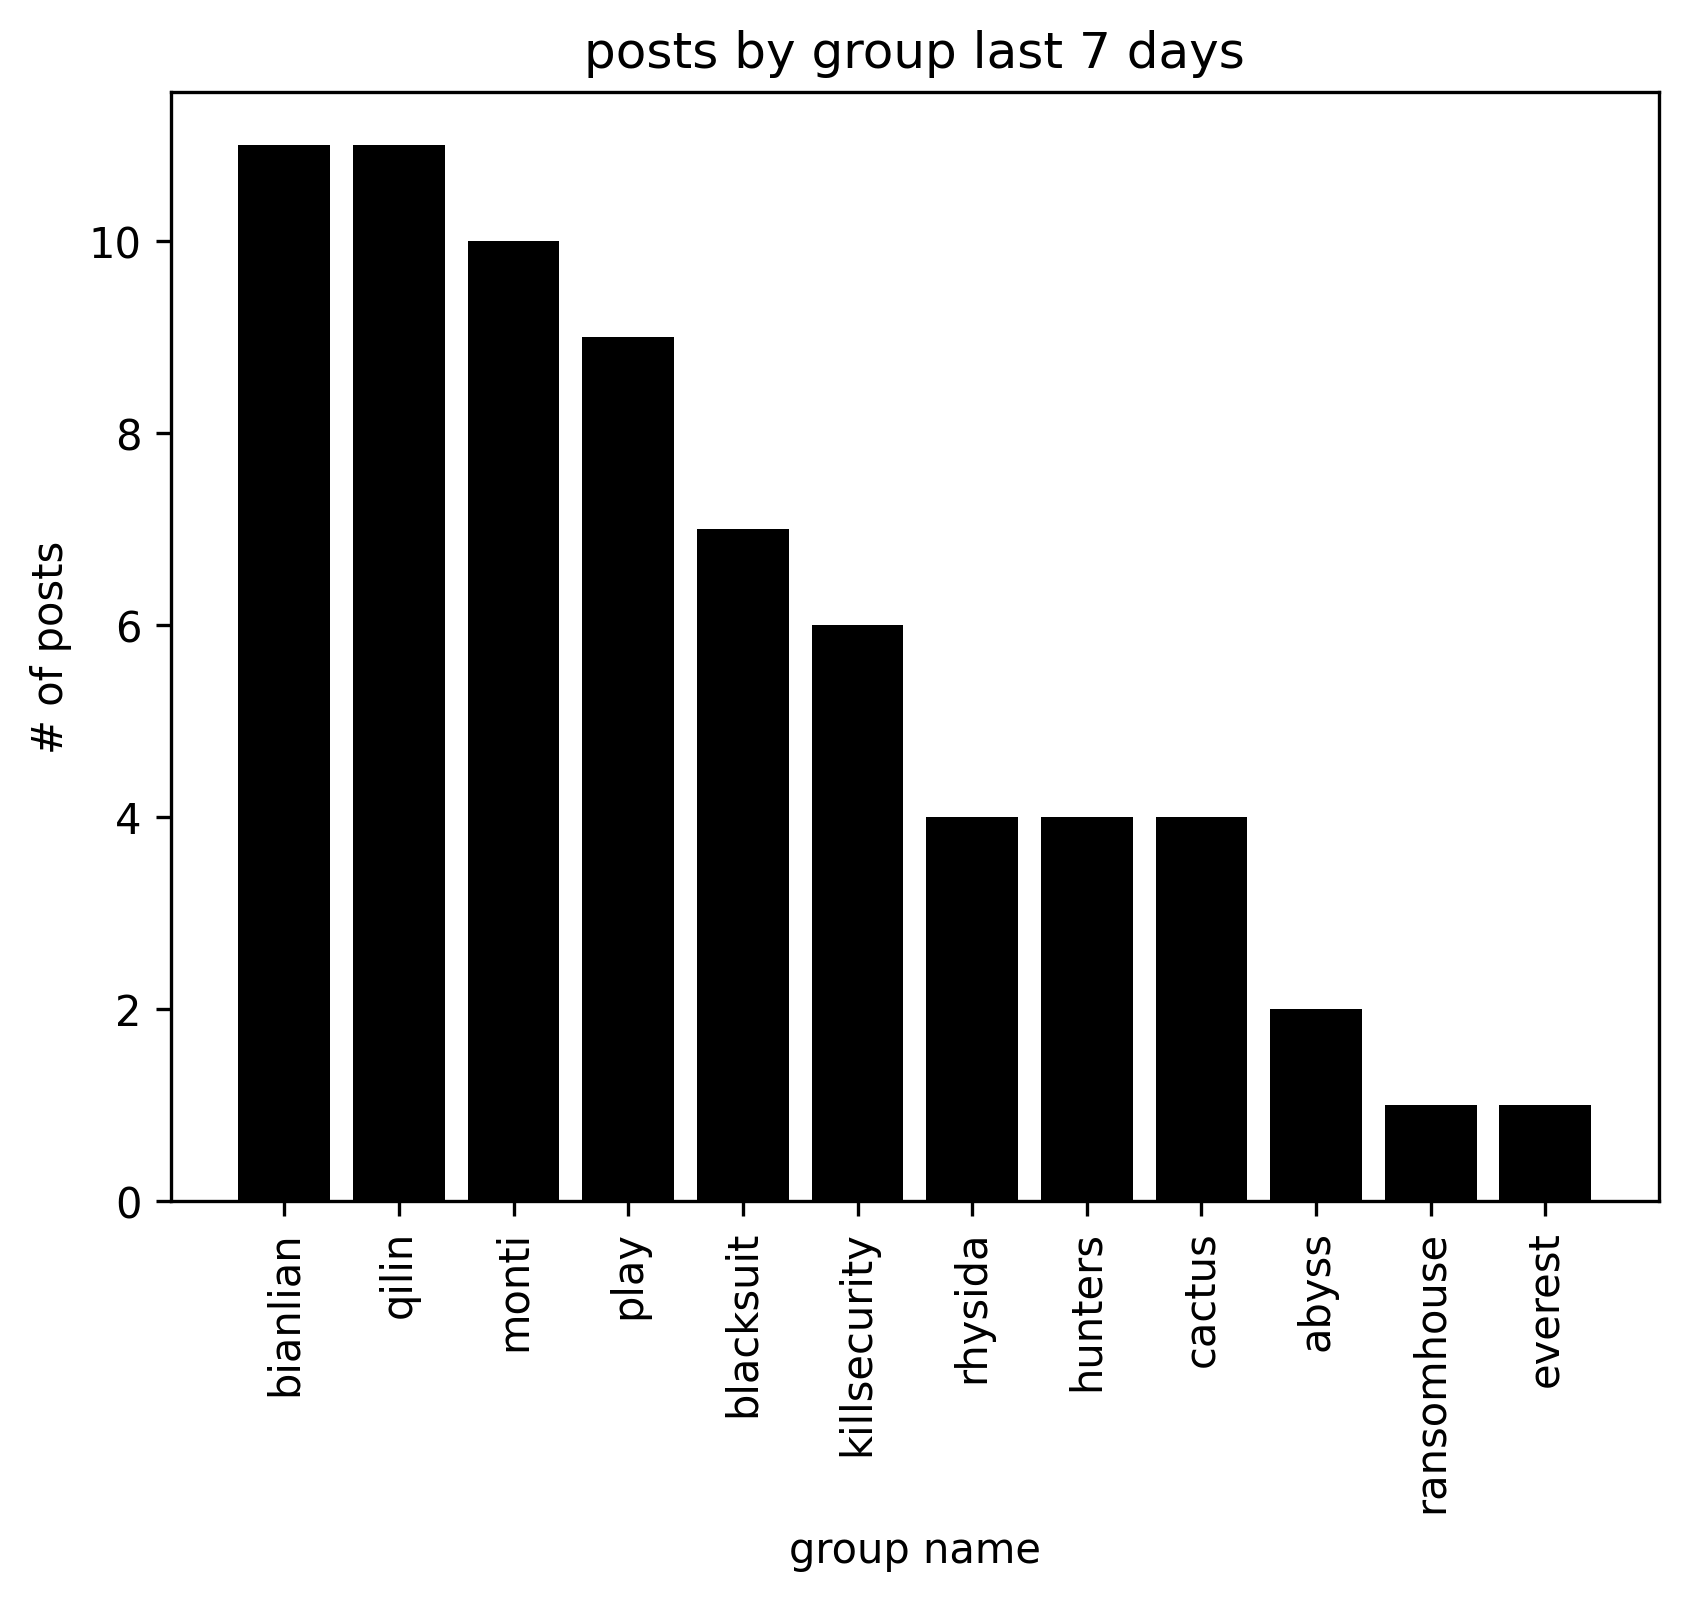 posts by group last 7 days
# of posts
10
8
6
4
2
0
bianlian
qilin
monti
play
blacksuit
killsecurity
rhysida
hunters
cactus
abyss
ransomhouse
everest
group name